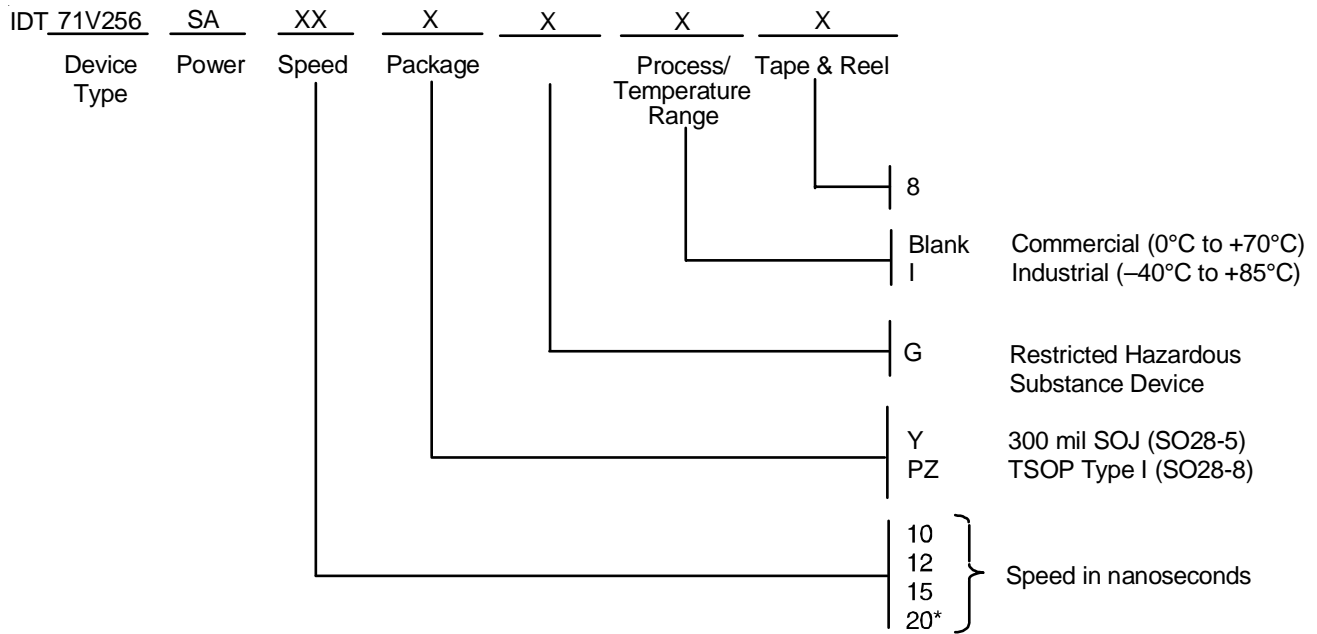 IDT 71V256 SA XX X X X X
Device Type Power Speed Package Process/ Temperature Range Tape & Reel
8
Blank Commercial (0°C to +70°C)
I Industrial (–40°C to +85°C)
G Restricted Hazardous
Substance Device
Y 300 mil SOJ (SO28-5)
PZ TSOP Type I (SO28-8)
10
12
15
20*
Speed in nanoseconds